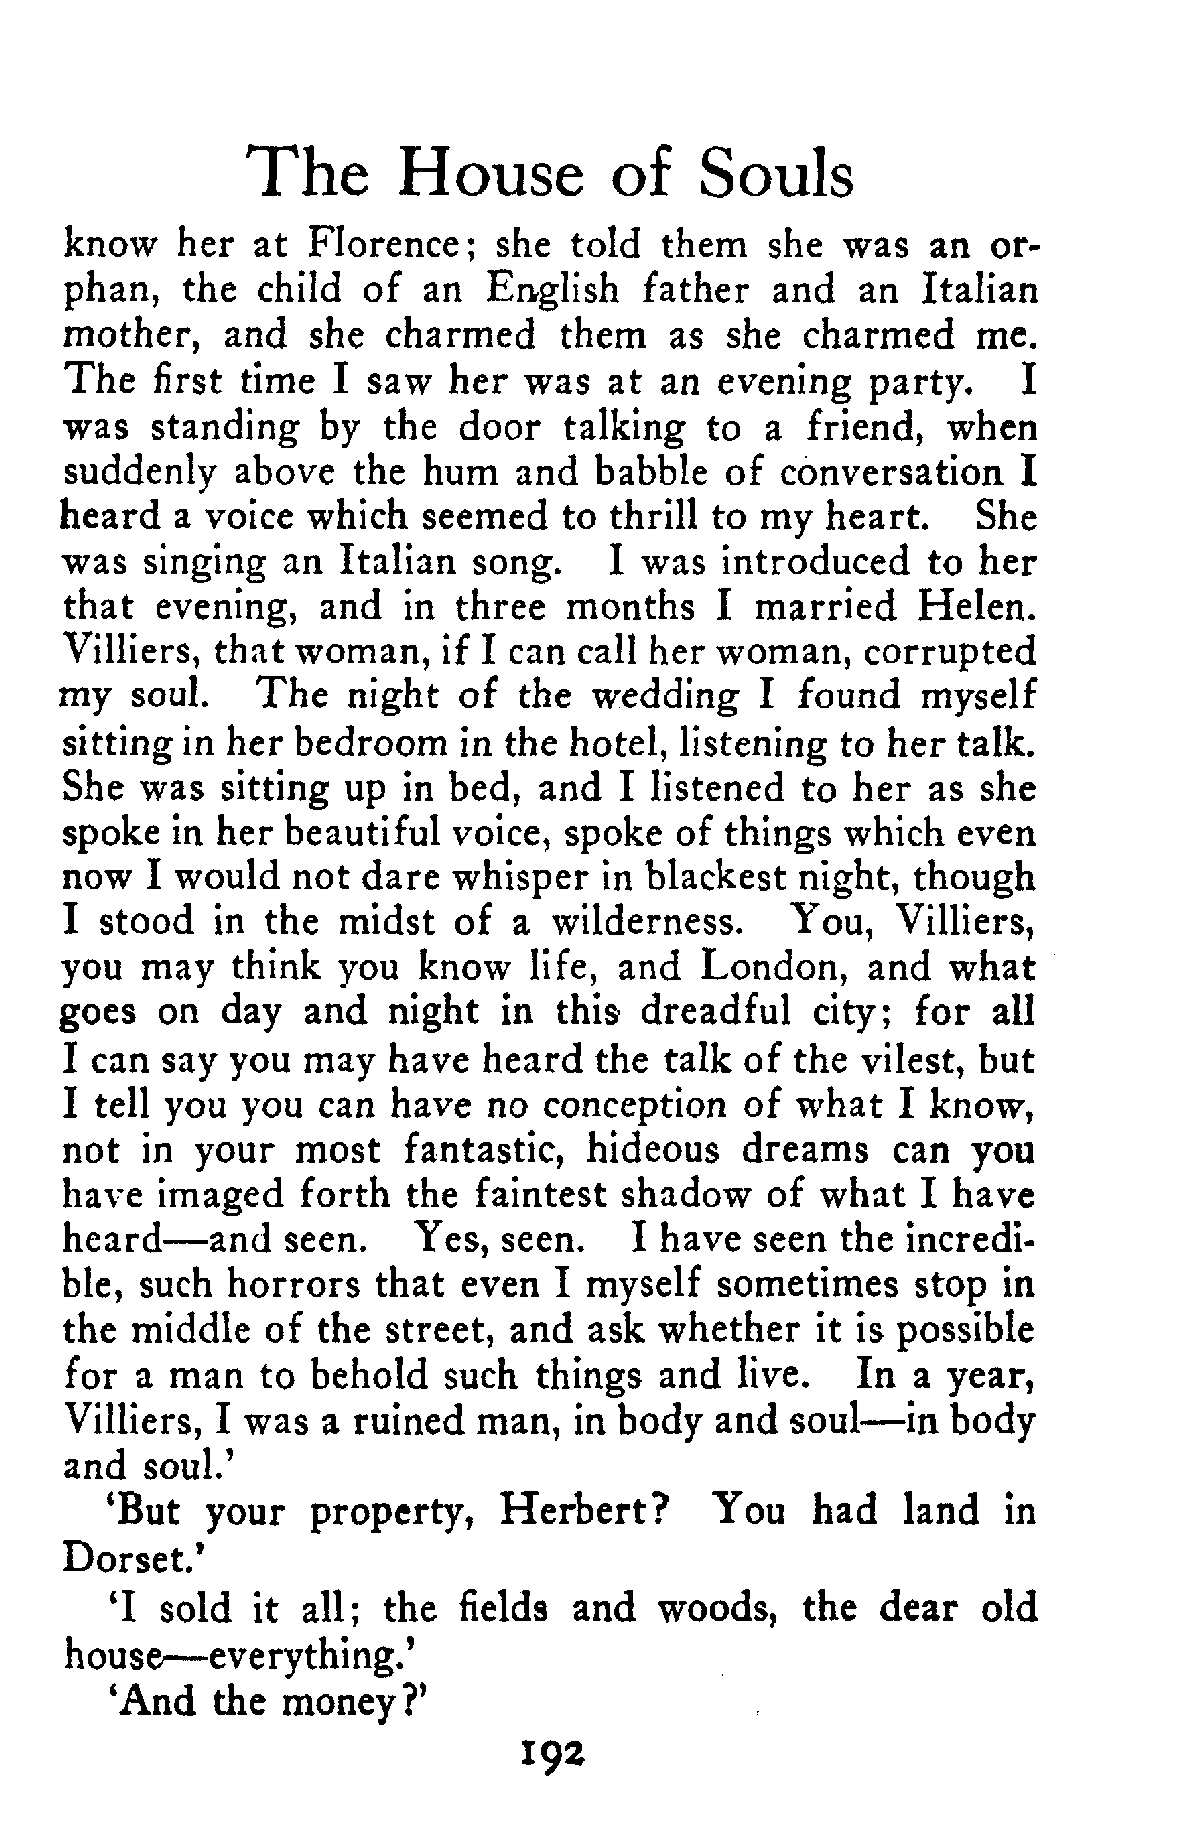 The House of Souls
know her at Florence; she told them she was an or-
phan, the child of an English father and an Italian
mother, and she charmed them as she charmed me.
The first time I saw her was at an evening party. I
was standing by the door talking to a friend, when
suddenly above the hum and babble of conversation I
heard a voice which seemed to thrill to my heart. She
was singing an Italian song. I was introduced to her
that evening, and in three months I married Helen.
Villiers, that woman, if I can call her woman, corrupted
my soul. The night of the wedding I found myself
sitting in her bedroom in the hotel, listening to her talk.
She was sitting up in bed, and I listened to her as she
spoke in her beautiful voice, spoke of things which even
now I would not dare whisper in blackest night, though
I stood in the midst of a wilderness. You, Villiers,
you may think you know life, and London, and what
goes on day and night in this dreadful city; for all
I can say you may have heard the talk of the vilest, but
I tell you you can have no conception of what I know,
not in your most fantastic, hideous dreams can you
have imaged forth the faintest shadow of what I have
heard—and seen. Yes, seen. I have seen the incredi-
ble, such horrors that even I myself sometimes stop in
the middle of the street, and ask whether it is possible
for a man to behold such things and live. In a year,
Villiers, I was a ruined man, in body and soul—in body
and soul.’
‘But your property, Herbert? You had land in
Dorset.’
‘I sold it all; the fields and woods, the dear old
house—everything.’
‘And the money?’
192